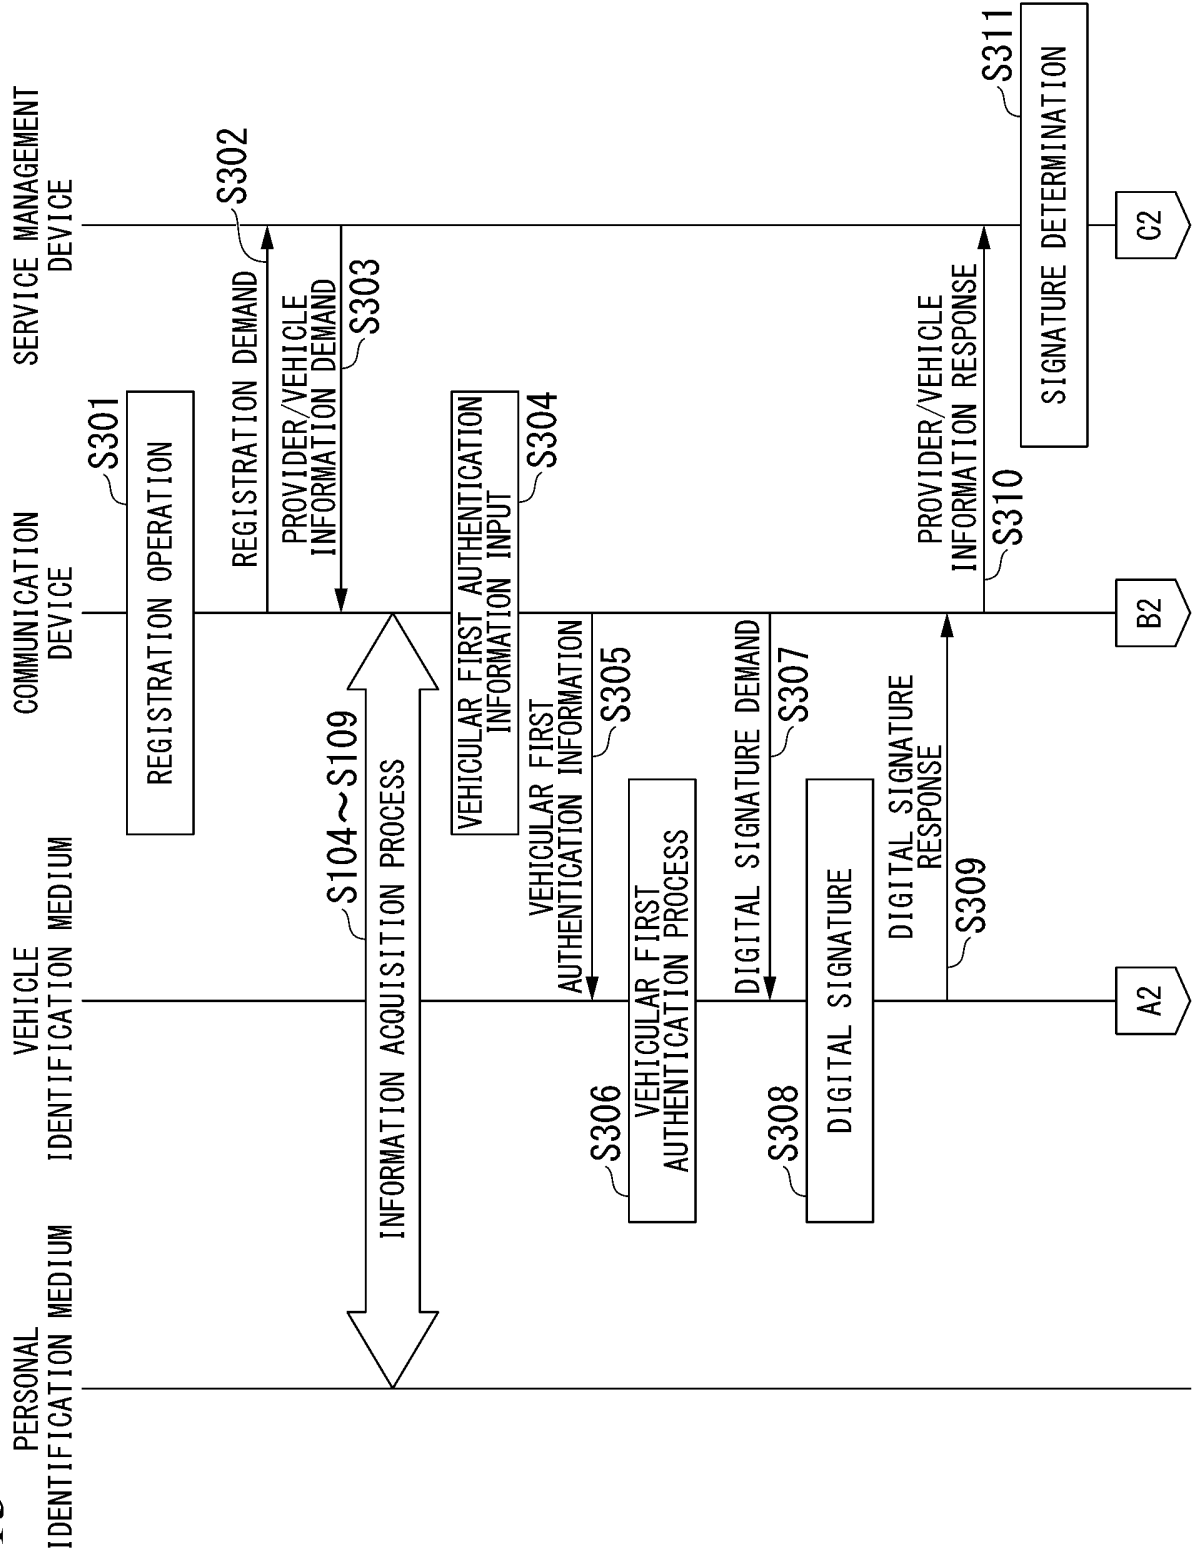 PERSONAL
IDENTIFICATION MEDIUM
VEHICLE
IDENTIFICATION MEDIUM
COMMUNICATION
DEVICE
SERVICE MANAGEMENT
DEVICE
S301
REGISTRATION OPERATION
REGISTRATION DEMAND
S302
PROVIDER/VEHICLE
INFORMATION DEMAND
S303
S104～S109
INFORMATION ACQUISITION PROCESS
VEHICULAR FIRST AUTHENTICATION
INFORMATION INPUT
S304
VEHICULAR FIRST
AUTHENTICATION INFORMATION
S305
S306
VEHICULAR FIRST
AUTHENTICATION PROCESS
DIGITAL SIGNATURE DEMAND
S307
S308
DIGITAL SIGNATURE
DIGITAL SIGNATURE
RESPONSE
S309
PROVIDER/VEHICLE
INFORMATION RESPONSE
S310
S311
SIGNATURE DETERMINATION
A2
B2
C2